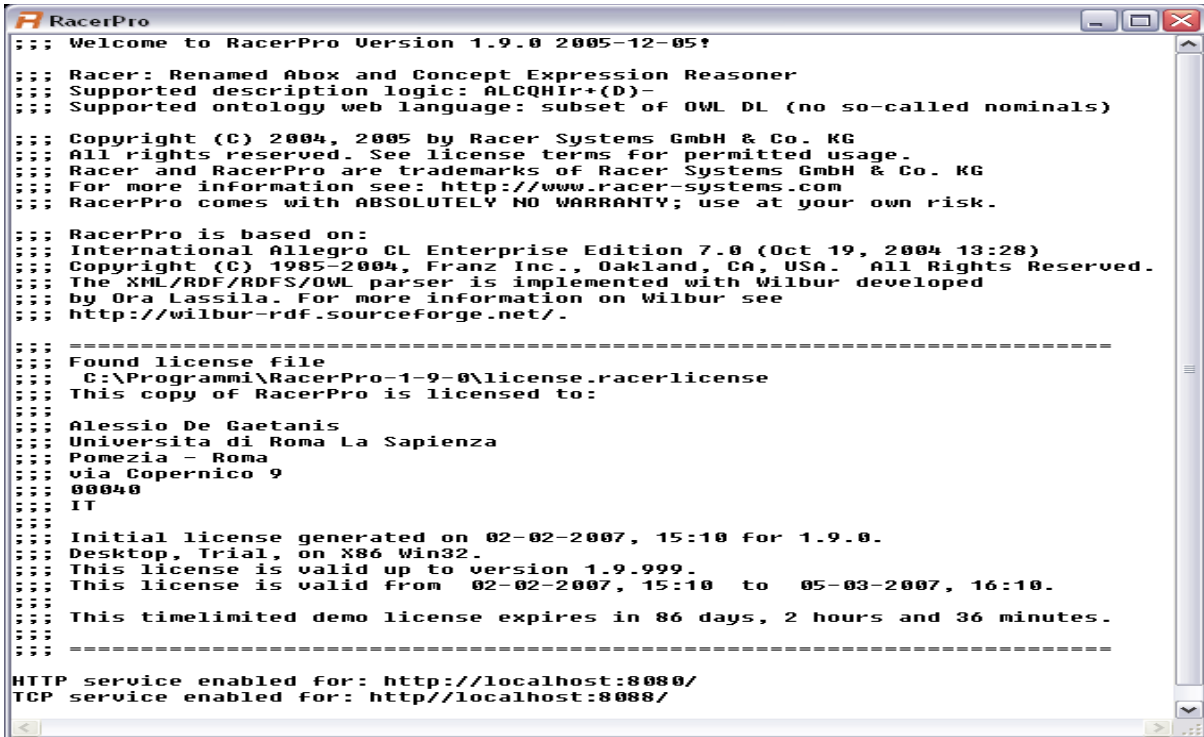 RacerPro
;;; Welcome to RacerPro Version 1.9.0 2005-12-05!
;;; Racer: Renamed Abox and Concept Expression Reasoner
;;; Supported description logic: ALCQHIr+(D)-
;;; Supported ontology web language: subset of OWL DL (no so-called nominals)
;;; Copyright (C) 2004, 2005 by Racer Systems GmbH & Co. KG
;;; All rights reserved. See license terms for permitted usage.
;;; Racer and RacerPro are trademarks of Racer Systems GmbH & Co. KG
;;; For more information see: http://www.racer-systems.com
;;; RacerPro comes with ABSOLUTELY NO WARRANTY; use at your own risk.
;;; RacerPro is based on:
;;; International Allegro CL Enterprise Edition 7.0 (Oct 19, 2004 13:28)
;;; Copyright (C) 1985-2004, Franz Inc., Oakland, CA, USA.  All Rights Reserved.
;;; The XML/RDF/RDFS/OWL parser is implemented with Wilbur developed
;;; by Ora Lassila. For more information on Wilbur see
;;; http://wilbur-rdf.sourceforge.net/.
;;; =========================================================================
;;; Found license file
;;;  C:\Programmi\RacerPro-1-9-0\license.racerlicense
;;; This copy of RacerPro is licensed to:
;;;
;;; Alessio De Gaetanis
;;; Universita di Roma La Sapienza
;;; Pomezia - Roma
;;; via Copernico 9
;;; 00040
;;; IT
;;;
;;; Initial license generated on 02-02-2007, 15:10 for 1.9.0.
;;; Desktop, Trial, on X86 Win32.
;;; This license is valid up to version 1.9.999.
;;; This license is valid from  02-02-2007, 15:10  to  05-03-2007, 16:10.
;;;
;;; This timelimited demo license expires in 86 days, 2 hours and 36 minutes.
;;;
;;; =========================================================================
HTTP service enabled for: http://localhost:8080/
TCP service enabled for: http//localhost:8088/